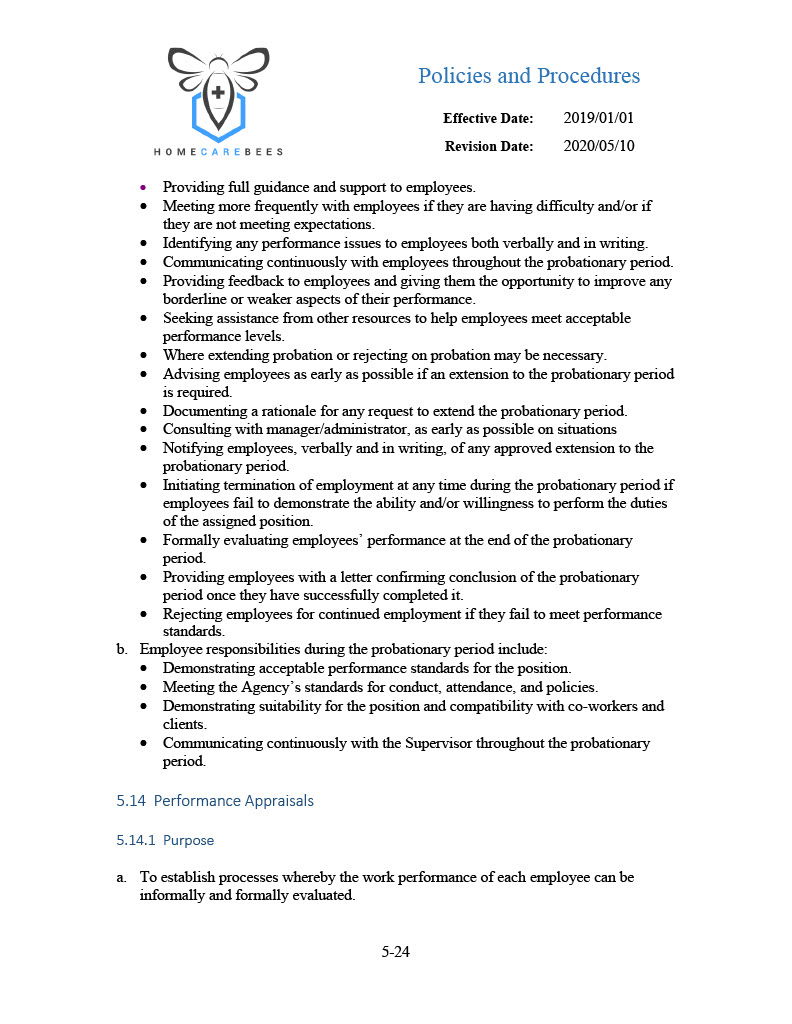 HOMECAREBEES
Policies and Procedures
Effective Date: 2019/01/01
Revision Date: 2020/05/10
• Providing full guidance and support to employees.
• Meeting more frequently with employees if they are having difficulty and/or if
they are not meeting expectations.
• Identifying any performance issues to employees both verbally and in writing.
• Communicating continuously with employees throughout the probationary period.
• Providing feedback to employees and giving them the opportunity to improve any
borderline or weaker aspects of their performance.
• Seeking assistance from other resources to help employees meet acceptable
performance levels.
• Where extending probation or rejecting on probation may be necessary.
• Advising employees as early as possible if an extension to the probationary period
is required.
• Documenting a rationale for any request to extend the probationary period.
• Consulting with manager/administrator, as early as possible on situations
• Notifying employees, verbally and in writing, of any approved extension to the
probationary period.
• Initiating termination of employment at any time during the probationary period if
employees fail to demonstrate the ability and/or willingness to perform the duties
of the assigned position.
• Formally evaluating employees’ performance at the end of the probationary
period.
• Providing employees with a letter confirming conclusion of the probationary
period once they have successfully completed it.
• Rejecting employees for continued employment if they fail to meet performance
standards.
b. Employee responsibilities during the probationary period include:
• Demonstrating acceptable performance standards for the position.
• Meeting the Agency’s standards for conduct, attendance, and policies.
• Demonstrating suitability for the position and compatibility with co-workers and
clients.
• Communicating continuously with the Supervisor throughout the probationary
period.
5.14 Performance Appraisals
5.14.1 Purpose
a. To establish processes whereby the work performance of each employee can be
informally and formally evaluated.
5-24